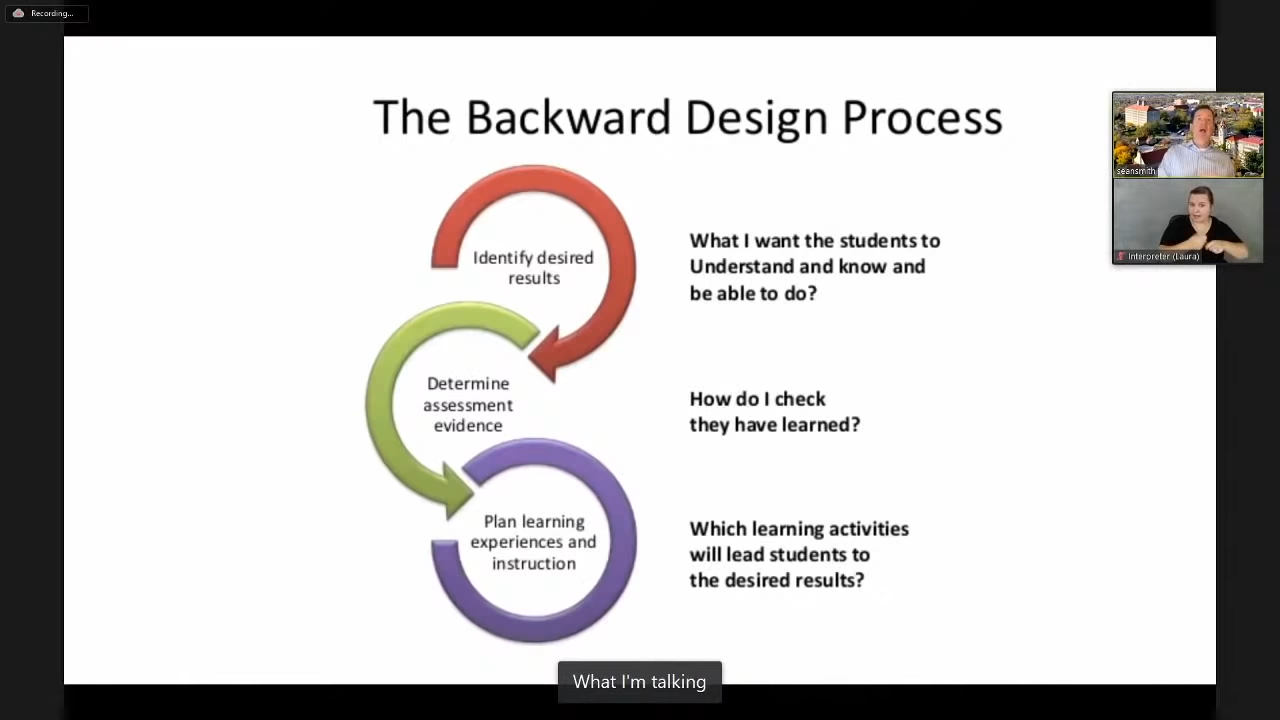 Recording...
The Backward Design Process
Identify desired
results
What I want the students to
Understand and know and
be able to do?
Determine
assessment
evidence
How do I check
they have learned?
Plan learning
experiences and
instruction
Which learning activities
will lead students to
the desired results?
seansmith
Interpreter (Laura)
What I'm talking